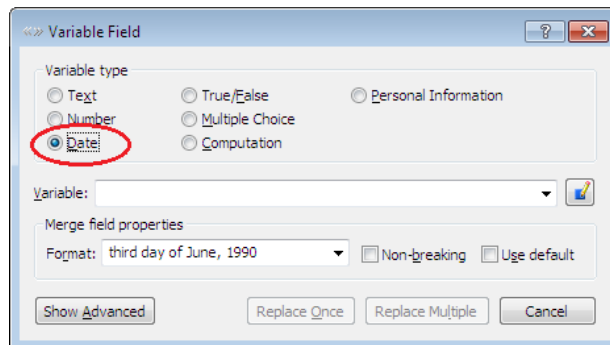 «» Variable Field ?
Variable type
Text True/False Personal Information
Number Multiple Choice
Date Computation
Variable:
Merge field properties
Format: third day of June, 1990 Non-breaking Use default
Show Advanced Replace Once Replace Multiple Cancel